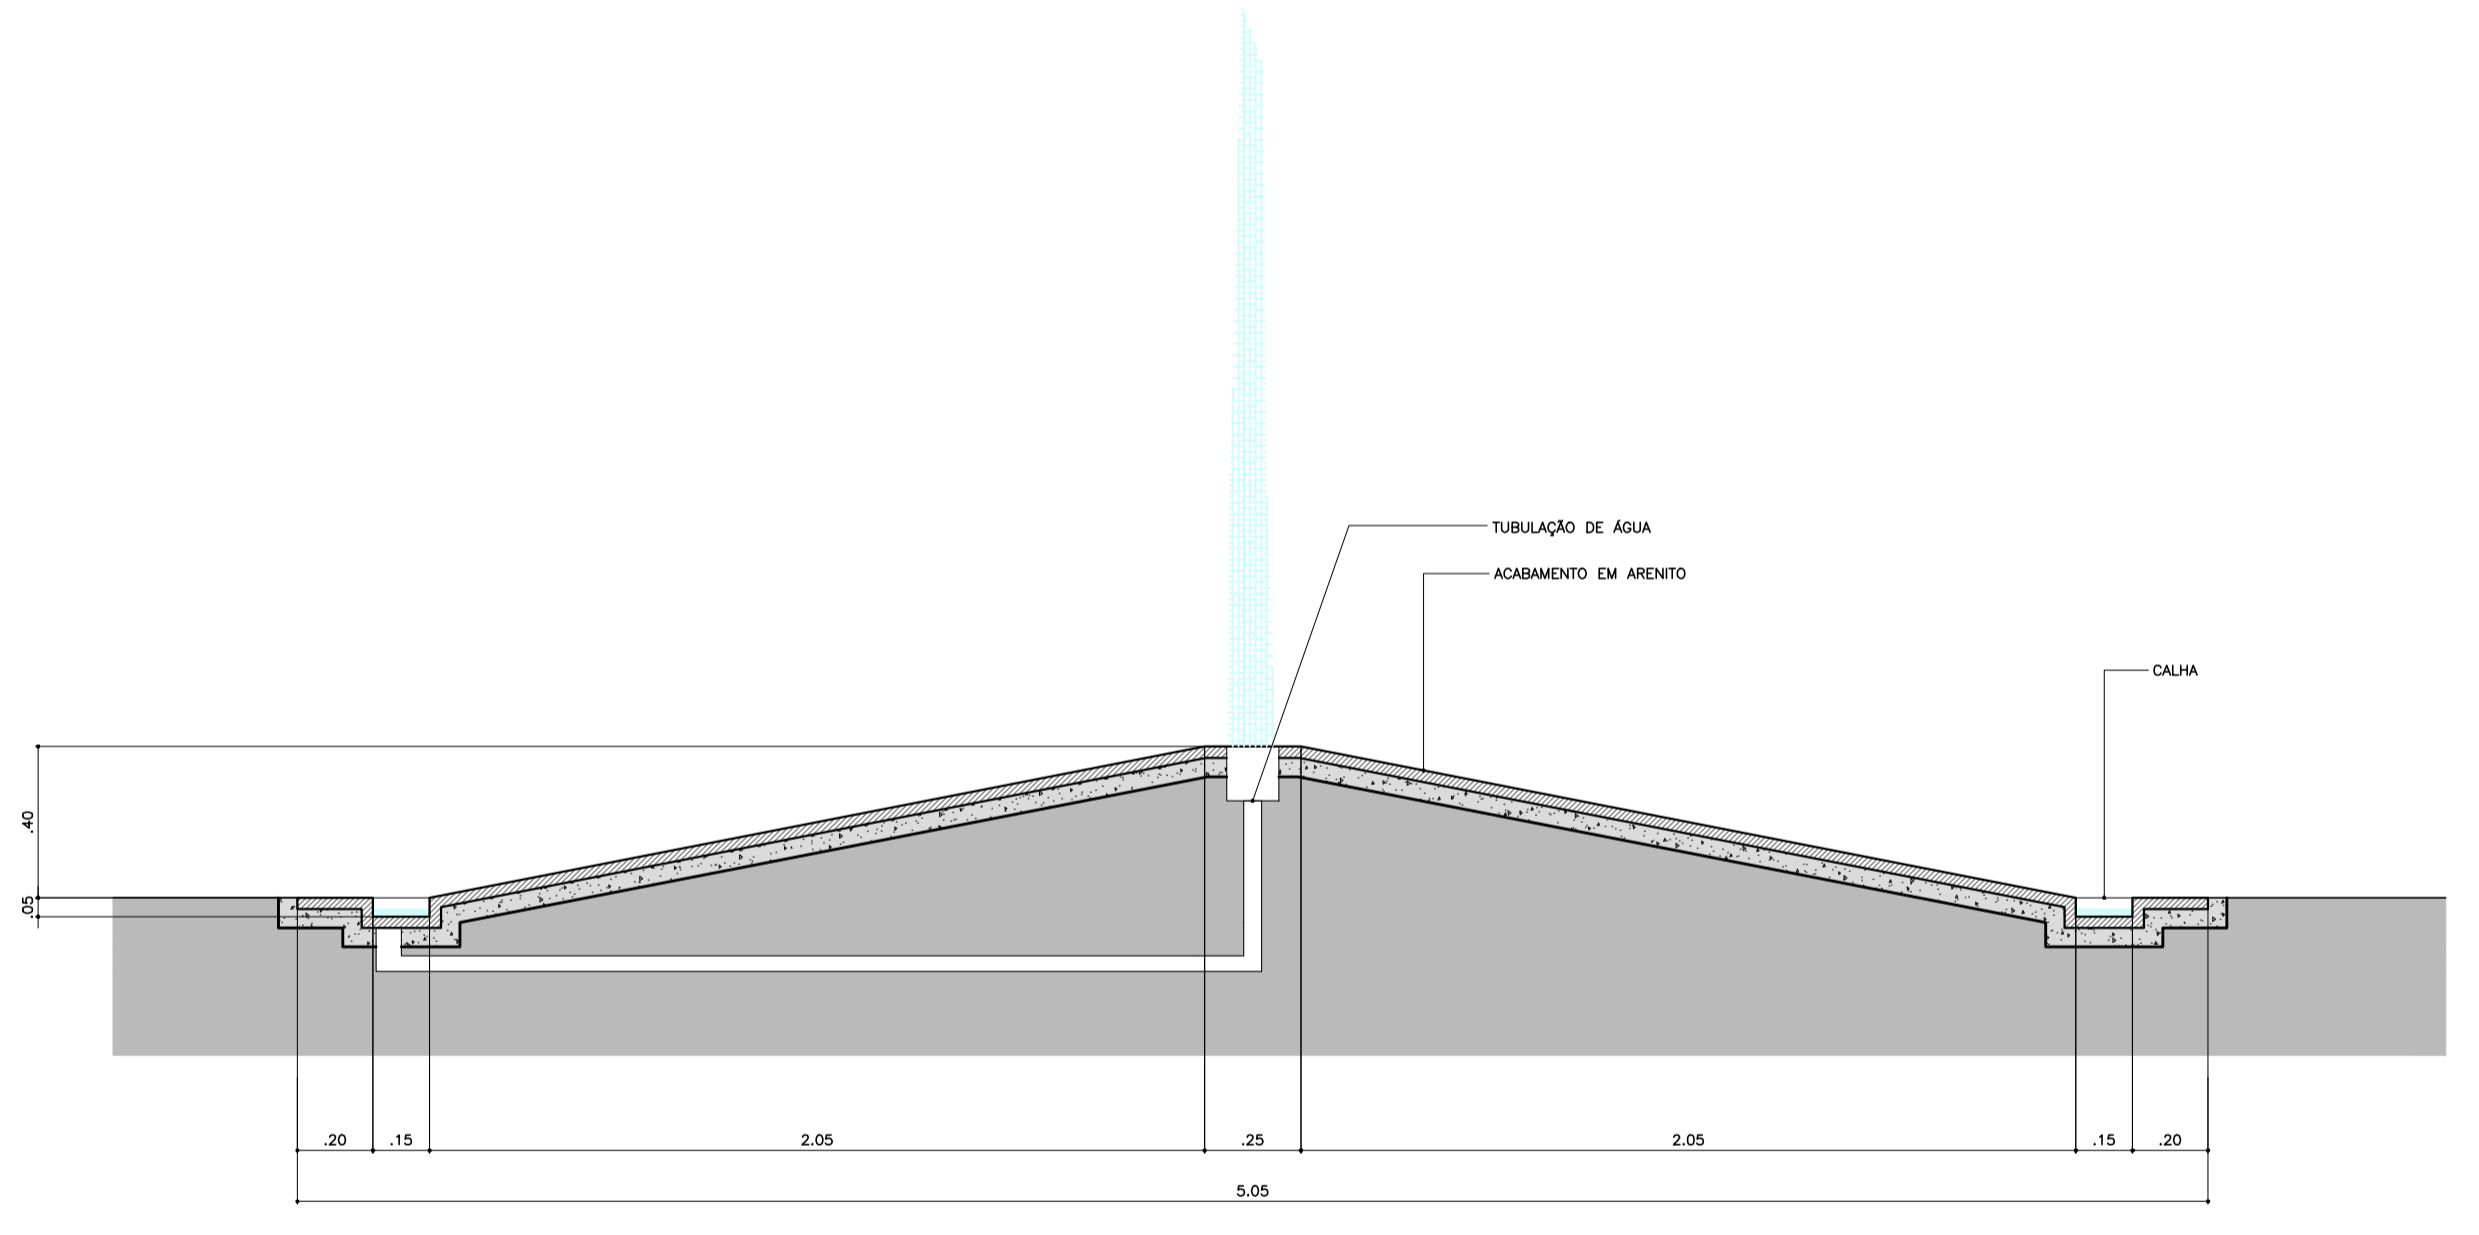 TUBULAÇÃO DE ÁGUA
ACABAMENTO EM ARENITO
CALHA
.40
.05
.20 .15 2.05 .25 2.05 .15 .20
5.05